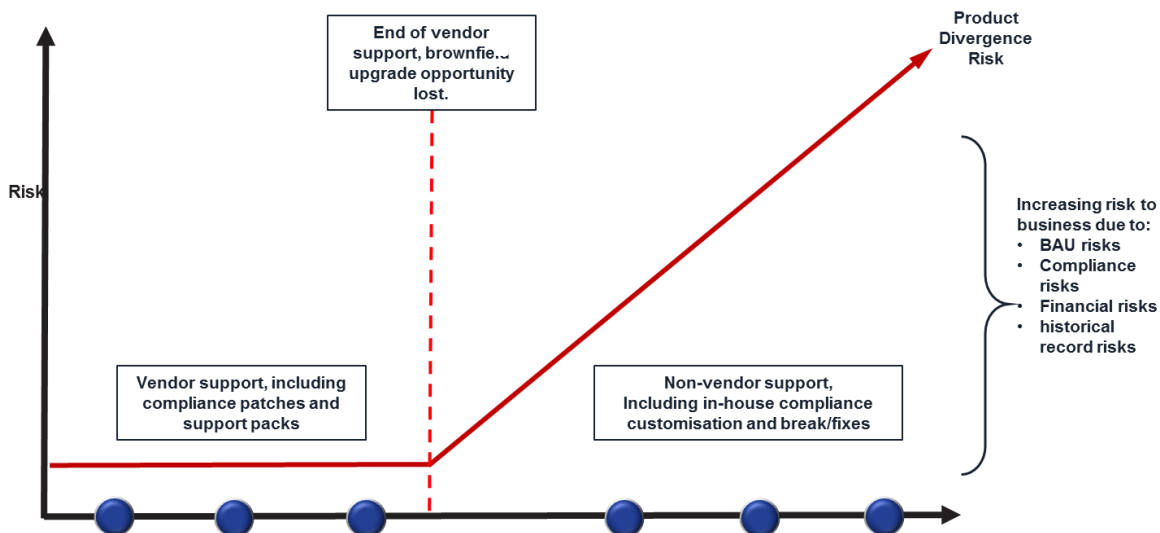 End of vendor
support, brownfield
upgrade opportunity
lost.
Product
Divergence
Risk
Risk
Increasing risk to
business due to:
• BAU risks
• Compliance
risks
• Financial risks
• historical
record risks
Vendor support, including
compliance patches and
support packs
Non-vendor support,
Including in-house compliance
customisation and break/fixes